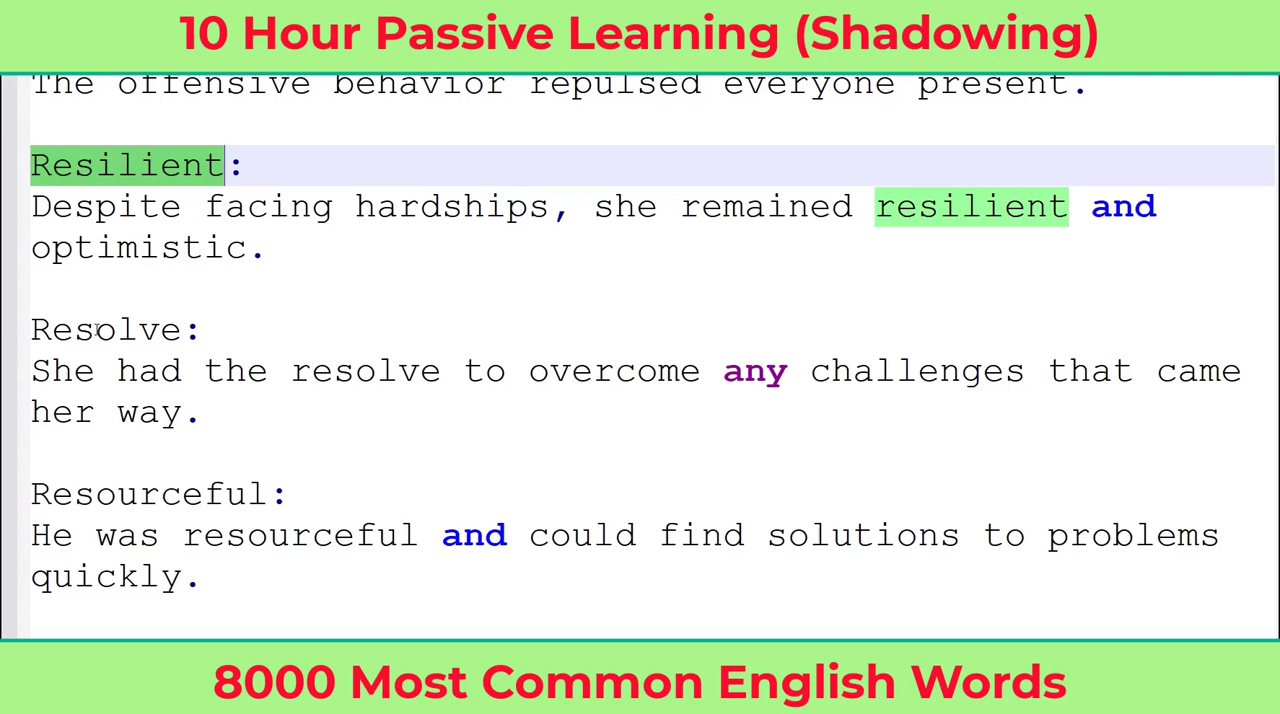 10 Hour Passive Learning (Shadowing)
The offensive behavior repulsed everyone present.
Resilient:
Despite facing hardships, she remained resilient and
optimistic.
Resolve:
She had the resolve to overcome any challenges that came
her way.
Resourceful:
He was resourceful and could find solutions to problems
quickly.
8000 Most Common English Words